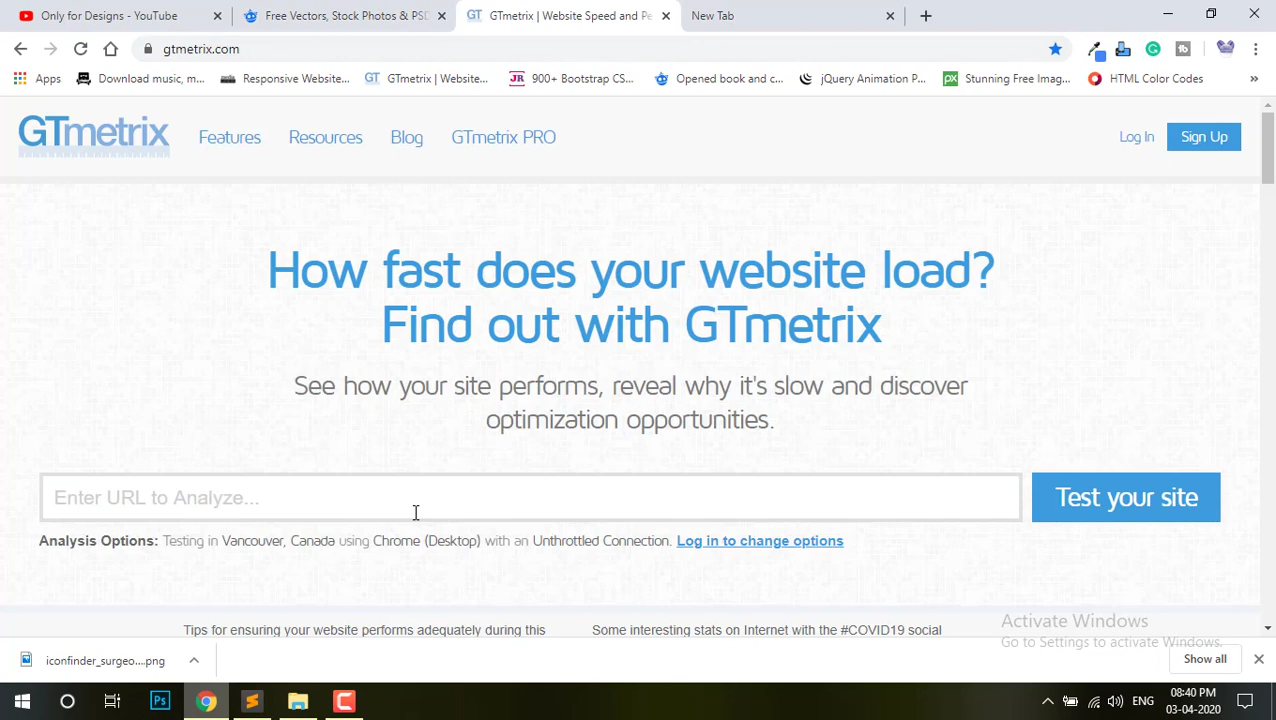 Only for Designs - YouTube
Free Vectors, Stock Photos & PSD
GT GTmetrix | Website Speed and Pe
New Tab
gtmetrix.com
Apps
Download music, m...
Responsive Website...
GT GTmetrix | Website...
JR 900+ Bootstrap CS...
Opened book and c...
jQuery Animation P...
px Stunning Free Imag...
HTML Color Codes
GTmetrix
Features
Resources
Blog
GTmetrix PRO
Log In
Sign Up
How fast does your website load?
Find out with GTmetrix
See how your site performs, reveal why it's slow and discover
optimization opportunities.
Enter URL to Analyze...
Test your site
Analysis Options: Testing in Vancouver, Canada using Chrome (Desktop) with an Unthrottled Connection. Log in to change options
Tips for ensuring your website performs adequately during this
Some interesting stats on Internet with the #COVID19 social
Activate Windows
Go to Settings to activate Windows.
iconfinder_surgeo....png
Show all
Ps
ENG
08:40 PM
03-04-2020